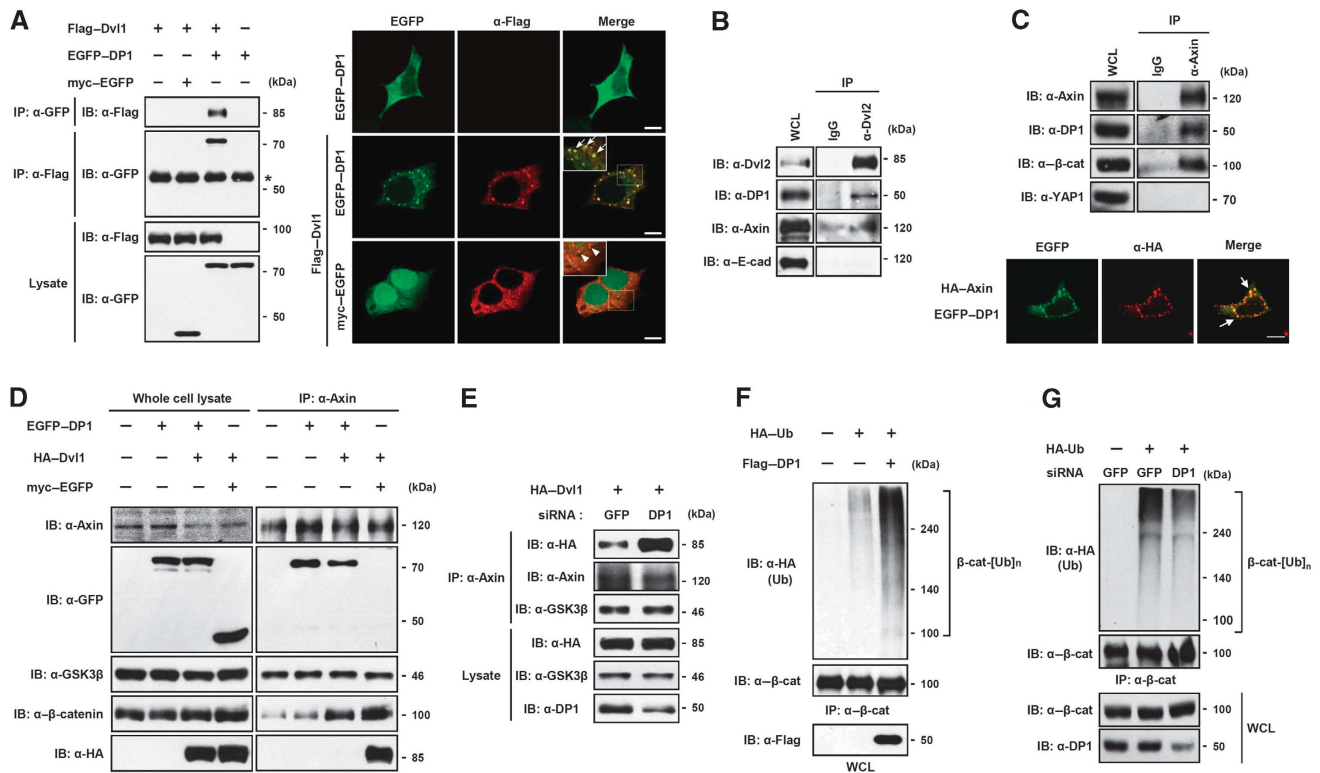 A
Flag–Dvl1 + + + –
EGFP–DP1 – – + +
myc–EGFP – + – – (kDa)
IP: α-GFP IB: α-Flag - 85
IP: α-Flag IB: α-GFP - 70
*
- 50
Lysate
IB: α-Flag - 100
IB: α-GFP - 70
- 50
EGFP α-Flag Merge
EGFP–DP1
Flag–Dvl1
EGFP–DP1
myc–EGFP
B
IP
WCL IgG α-Dvl2 (kDa)
IB: α-Dvl2 - 85
IB: α-DP1 - 50
IB: α-Axin - 120
IB: α–E-cad - 120
C
IP
WCL IgG α-Axin (kDa)
IB: α-Axin - 120
IB: α-DP1 - 50
IB: α–β-cat - 100
IB: α-YAP1 - 70
EGFP α-HA Merge
HA–Axin
EGFP–DP1
D
Whole cell lysate IP: α-Axin
EGFP–DP1 – + + – – + + –
HA–Dvl1 – – + + – – + +
myc–EGFP – – – + – – – + (kDa)
IB: α-Axin - 120
IB: α-GFP - 70
- 50
IB: α-GSK3β - 46
IB: α–β-catenin - 100
IB: α-HA - 85
E
HA–Dvl1 + +
siRNA : GFP DP1 (kDa)
IP: α-Axin
IB: α-HA - 85
IB: α-Axin - 120
IB: α-GSK3β - 46
Lysate
IB: α-HA - 85
IB: α-GSK3β - 46
IB: α-DP1 - 50
F
HA–Ub – + +
Flag–DP1 – – + (kDa)
IB: α-HA
(Ub)
- 240
- 140
- 100
β-cat-[Ub]n
IB: α–β-cat - 100
IP: α-β-cat
IB: α-Flag - 50
WCL
G
HA-Ub – + +
siRNA GFP GFP DP1 (kDa)
IB: α-HA
(Ub)
- 240
- 140
- 100
β-cat-[Ub]n
IB: α–β-cat - 100
IP: α-β-cat
IB: α–β-cat - 100
IB: α-DP1 - 50
WCL